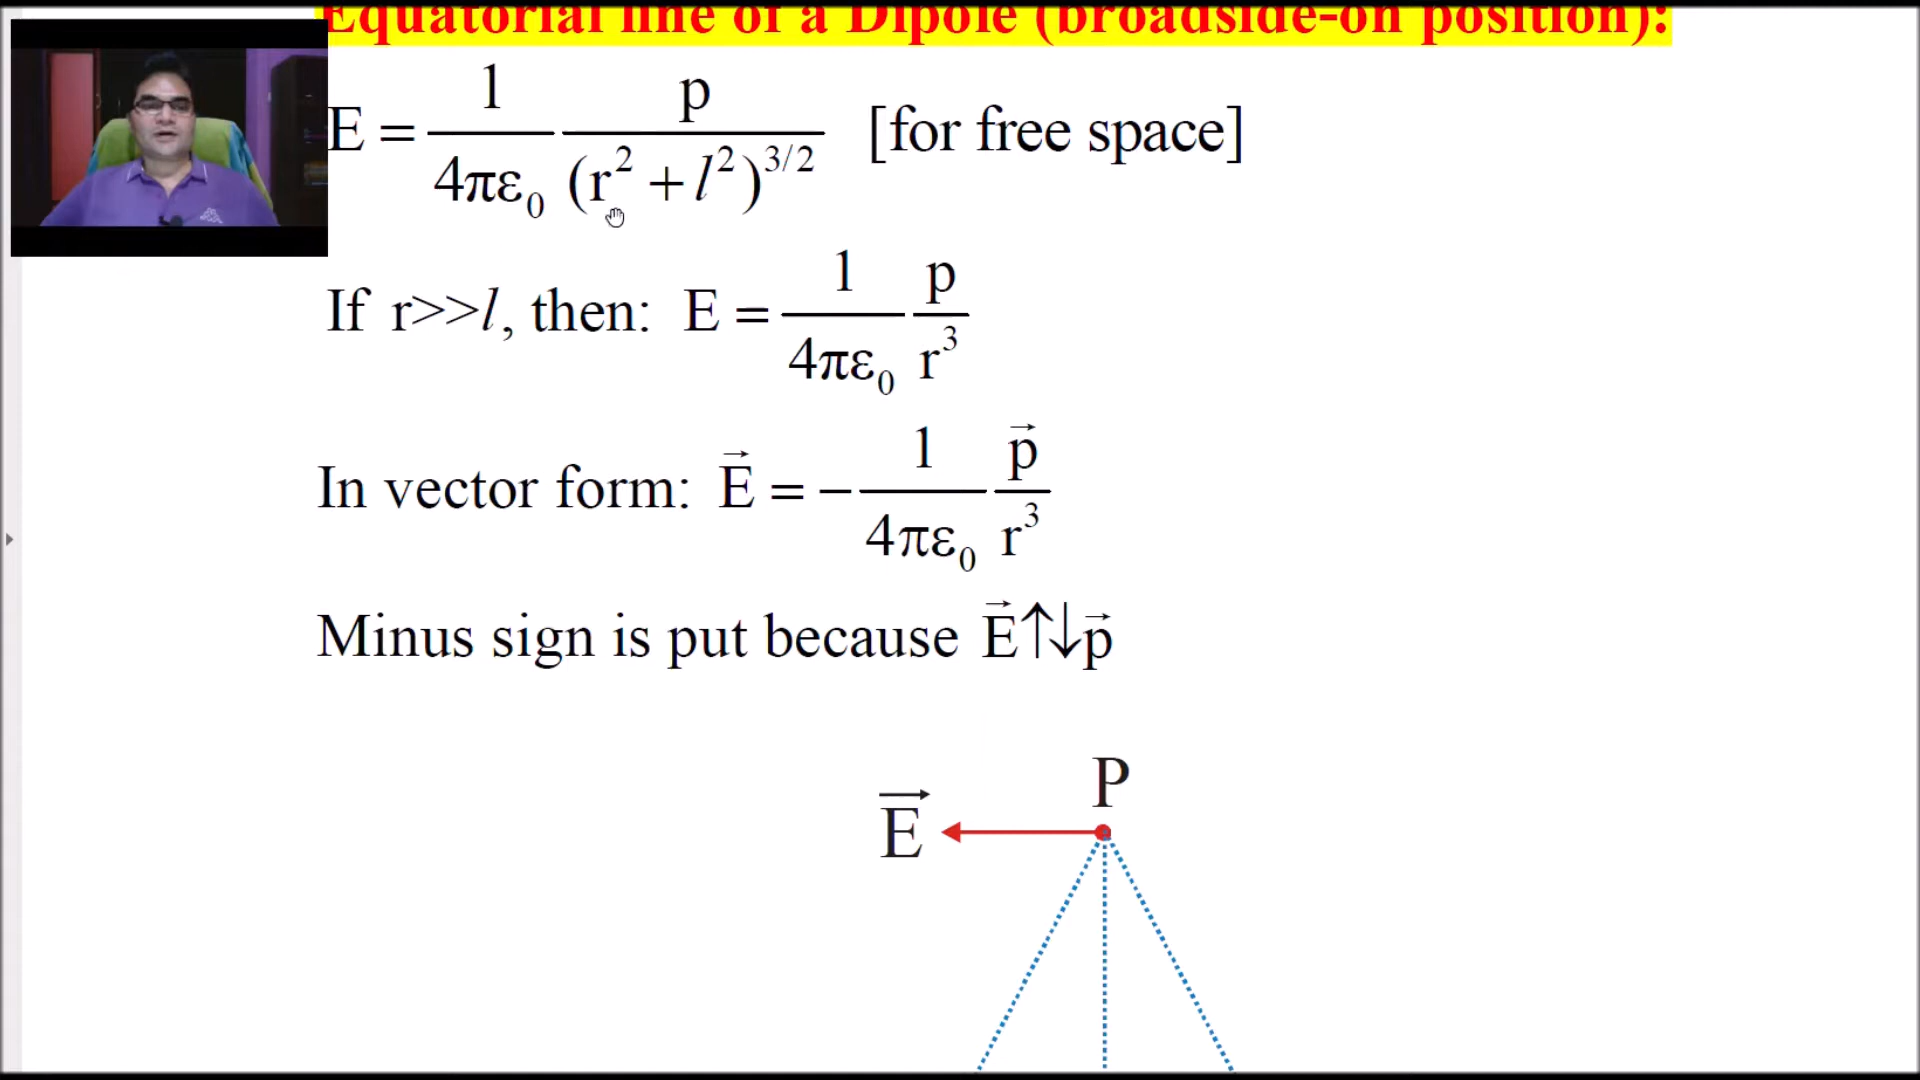 Equatorial line of a Dipole (broadside-on position):
E = 1/4πε₀ p/(r² + l²)^3/2 [for free space]
If r>>l, then: E = 1/4πε₀ p/r³
In vector form: E⃗ = − 1/4πε₀ p⃗/r³
Minus sign is put because E⃗↑↓p⃗
P
E⃗